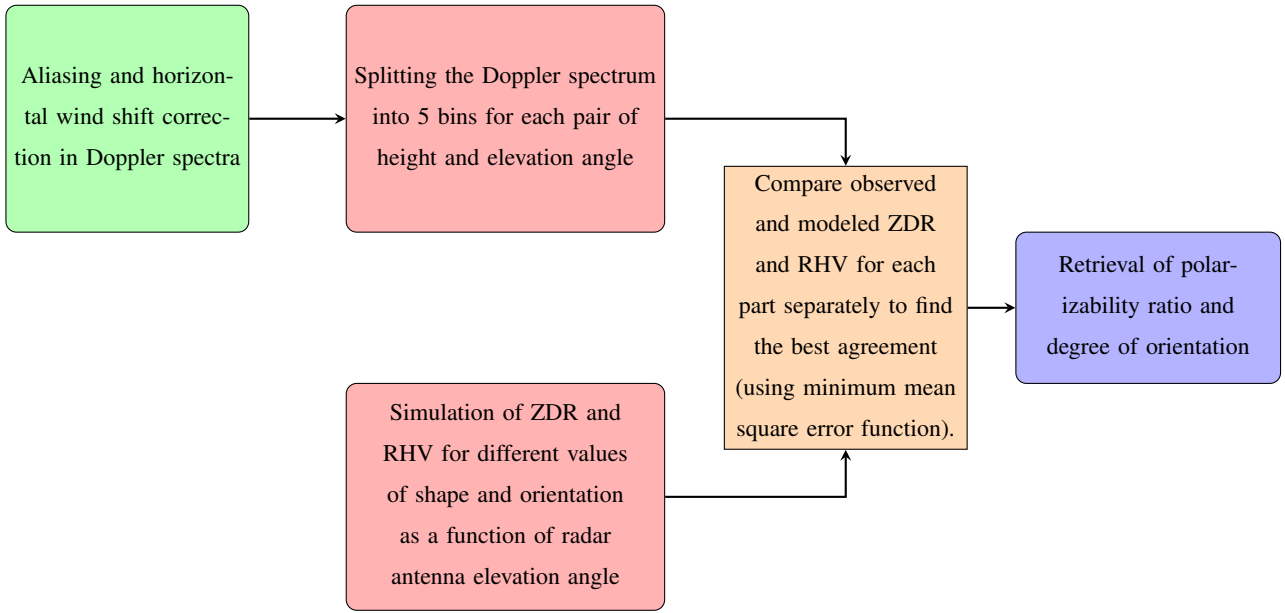 Aliasing and horizon-
tal wind shift correc-
tion in Doppler spectra
Splitting the Doppler spectrum
into 5 bins for each pair of
height and elevation angle
Compare observed
and modeled ZDR
and RHV for each
part separately to find
the best agreement
(using minimum mean
square error function).
Retrieval of polar-
izability ratio and
degree of orientation
Simulation of ZDR and
RHV for different values
of shape and orientation
as a function of radar
antenna elevation angle